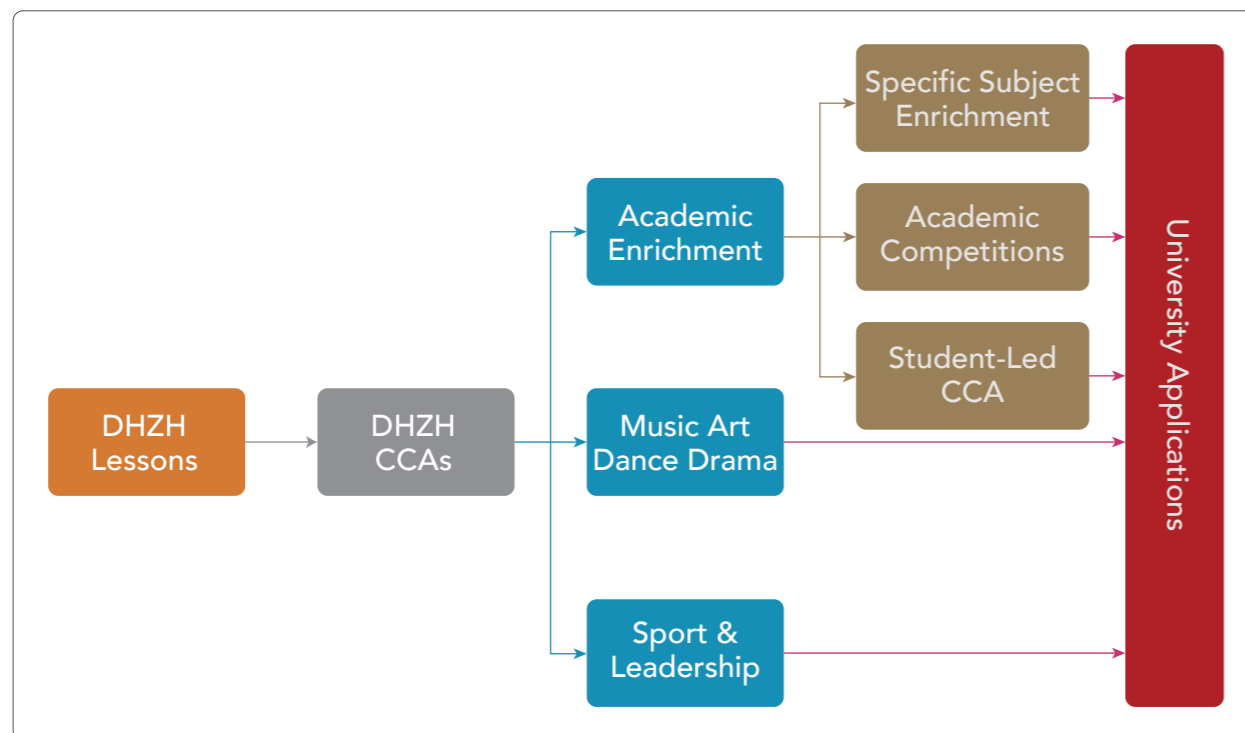 DHZH
Lessons
DHZH
CCAs
Academic
Enrichment
Music Art
Dance Drama
Sport &
Leadership
Specific Subject
Enrichment
Academic
Competitions
Student-Led
CCA
University Applications